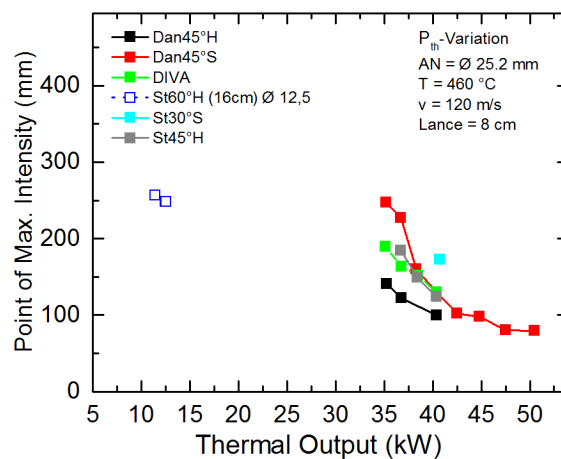 Dan45°H
Dan45°S
DIVA
St60°H (16cm) Ø 12,5
St30°S
St45°H
P_th-Variation
AN = Ø 25.2 mm
T = 460 °C
v = 120 m/s
Lance = 8 cm
Point of Max. Intensity (mm)
400
300
200
100
0
5 10 15 20 25 30 35 40 45 50
Thermal Output (kW)